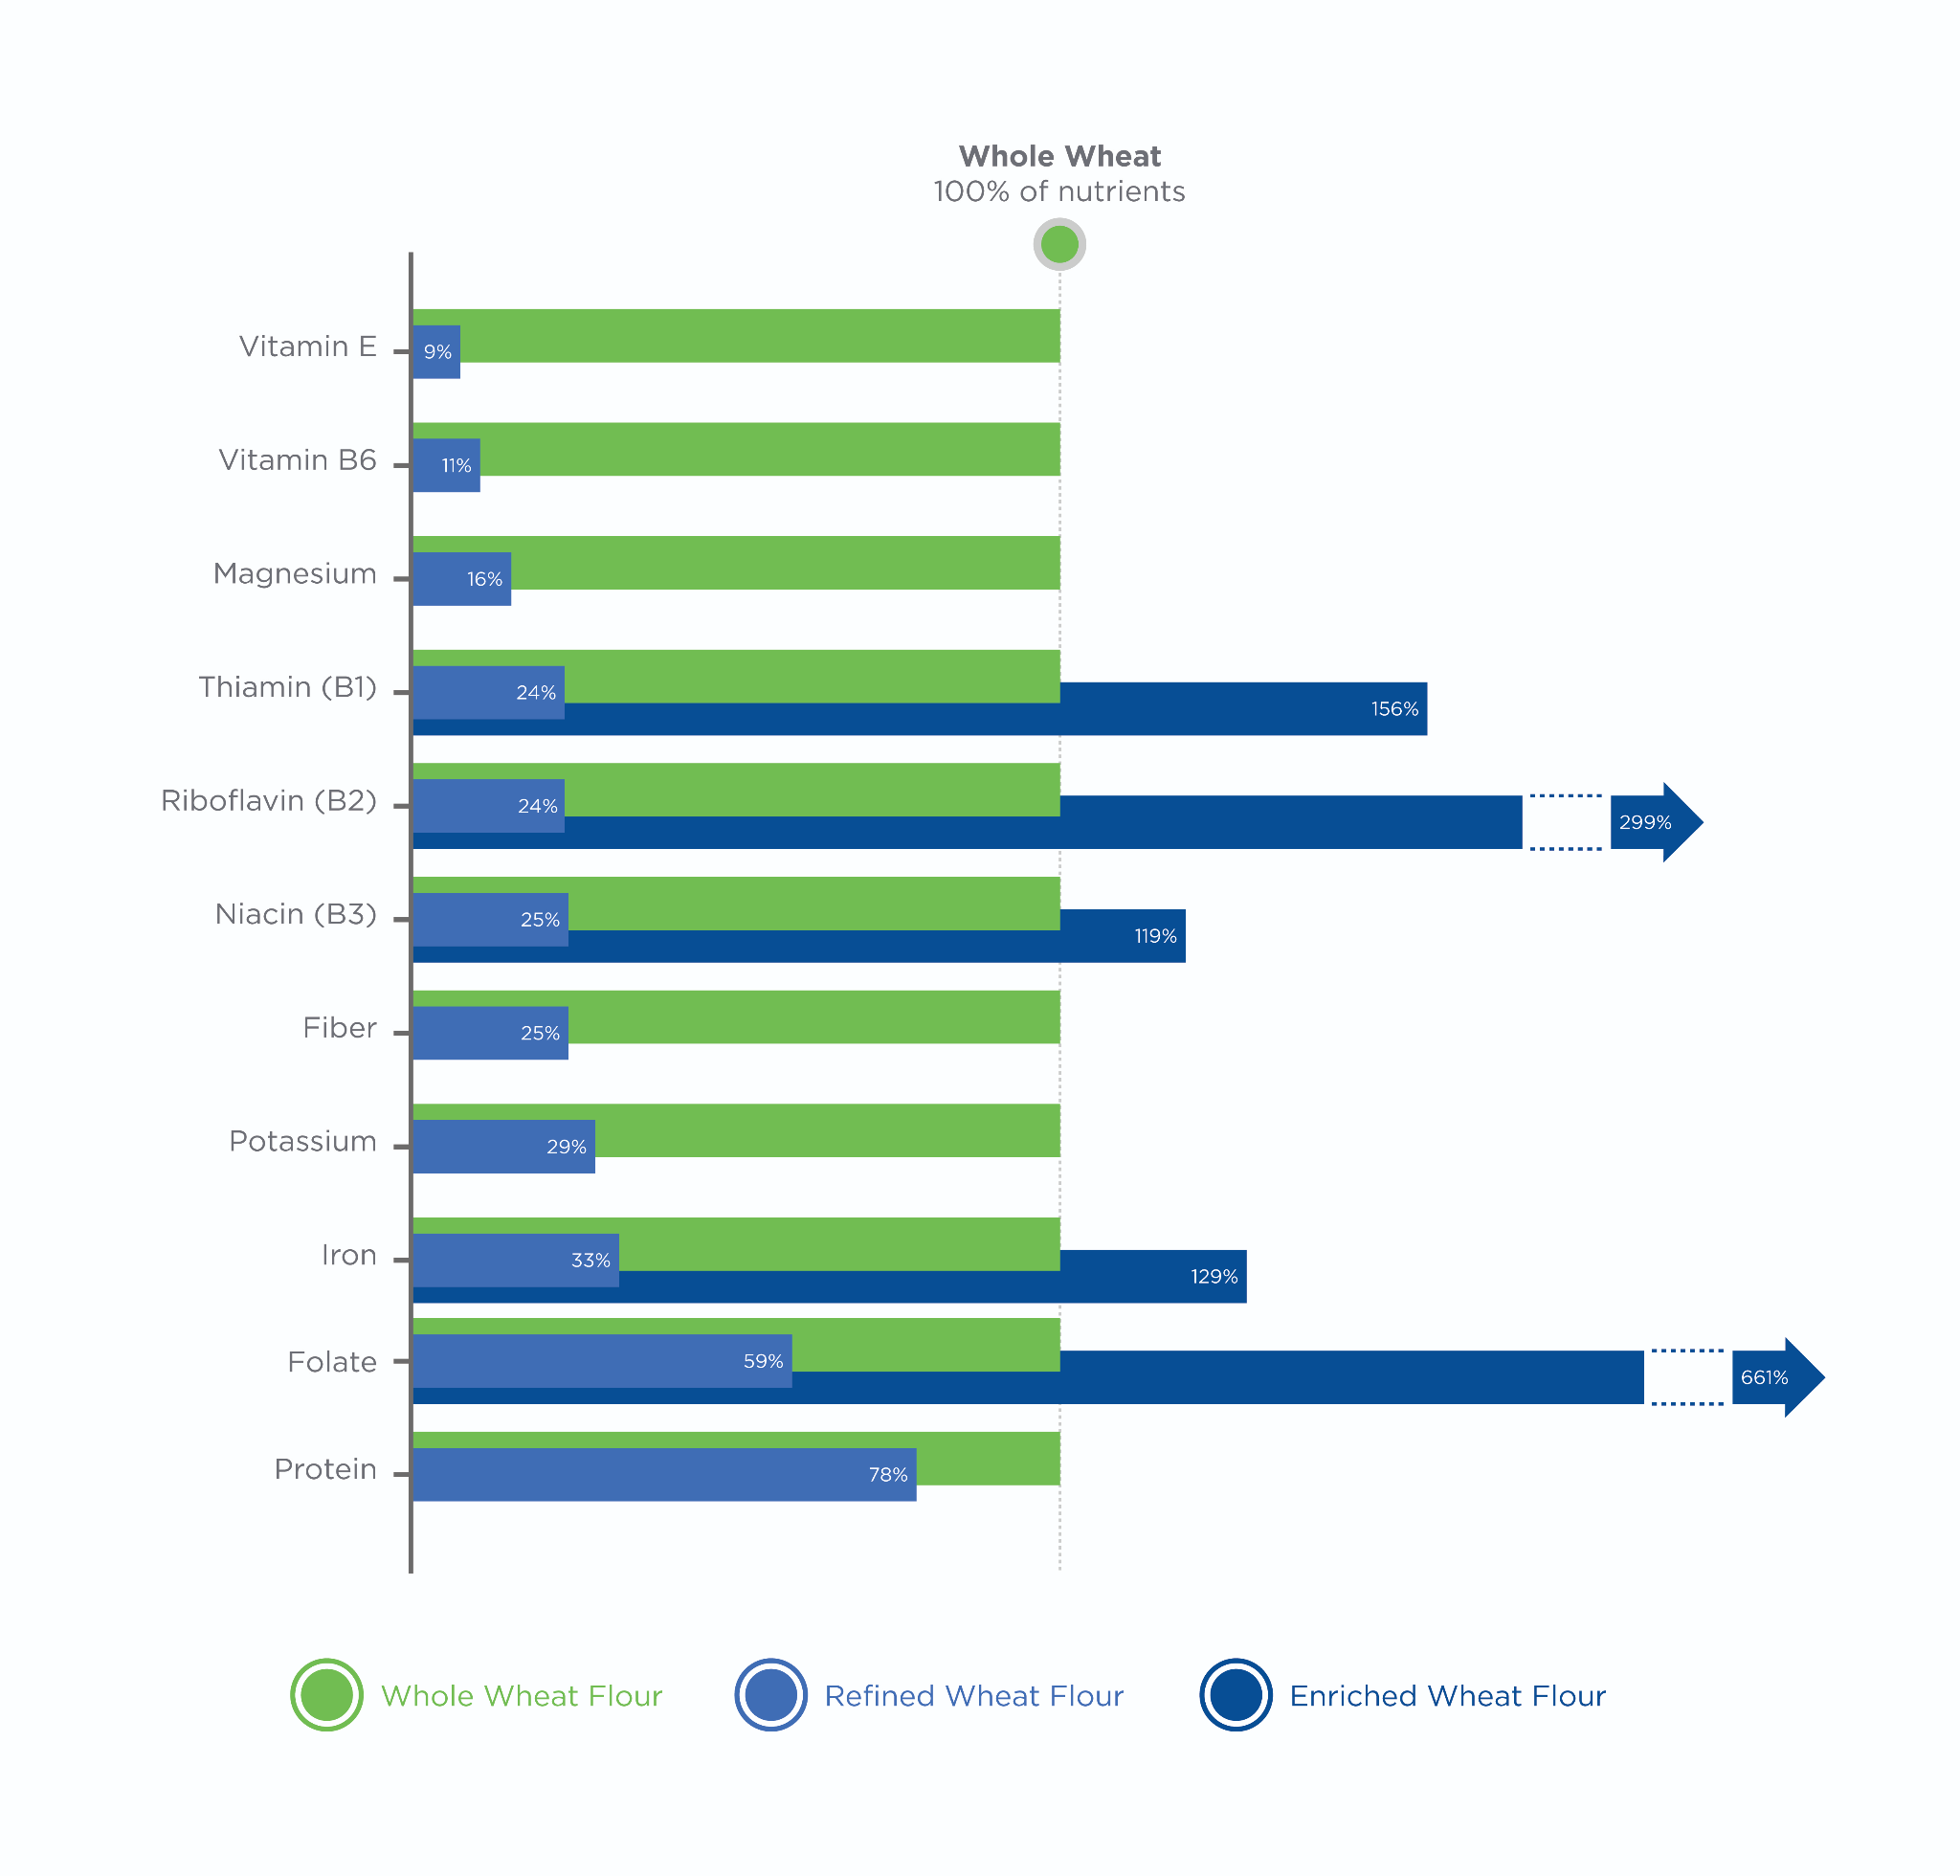 Whole Wheat
100% of nutrients
Vitamin E
9%
Vitamin B6
11%
Magnesium
16%
Thiamin (B1)
24%
156%
Riboflavin (B2)
24%
299%
Niacin (B3)
25%
119%
Fiber
25%
Potassium
29%
Iron
33%
129%
Folate
59%
661%
Protein
78%
Whole Wheat Flour
Refined Wheat Flour
Enriched Wheat Flour